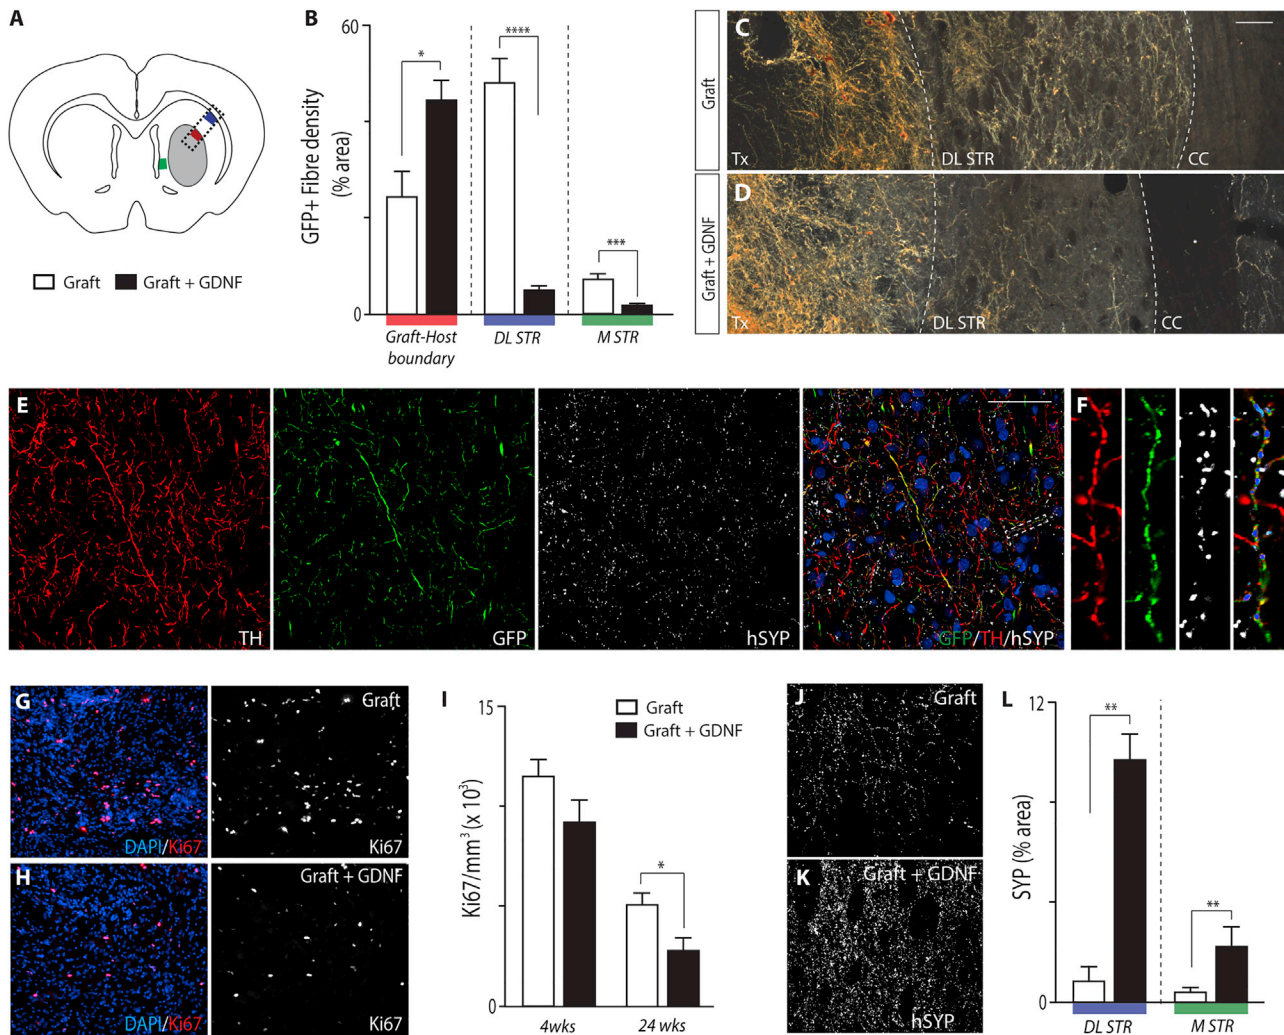 A
Graft
Graft + GDNF
B
GFP+ Fibre density
(% area)
60
0
*
****
***
Graft-Host
boundary
DL STR
M STR
Graft
C
Tx
DL STR
CC
Graft + GDNF
D
Tx
DL STR
CC
E
TH
GFP
hSYP
GFP/TH/hSYP
F
G
DAPI/Ki67
Graft
Ki67
H
DAPI/Ki67
Graft + GDNF
Ki67
I
Ki67/mm³ (x 10³)
15
0
Graft
Graft + GDNF
*
4wks
24 wks
J
Graft
K
Graft + GDNF
hSYP
L
SYP (% area)
12
0
**
**
DL STR
M STR